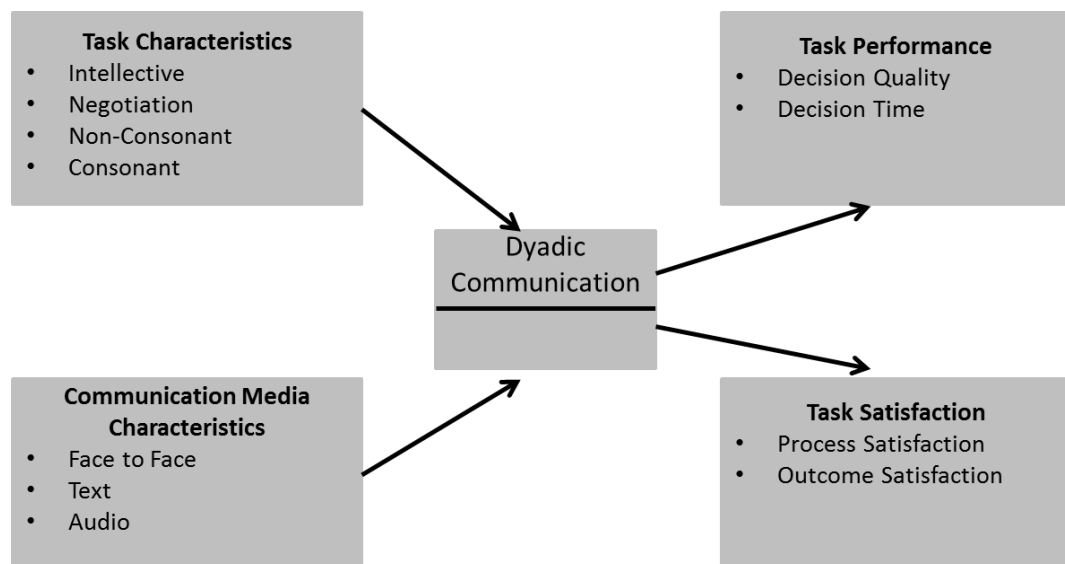 Task Characteristics
• Intellective
• Negotiation
• Non-Consonant
• Consonant
Task Performance
• Decision Quality
• Decision Time
Dyadic
Communication
Communication Media
Characteristics
• Face to Face
• Text
• Audio
Task Satisfaction
• Process Satisfaction
• Outcome Satisfaction